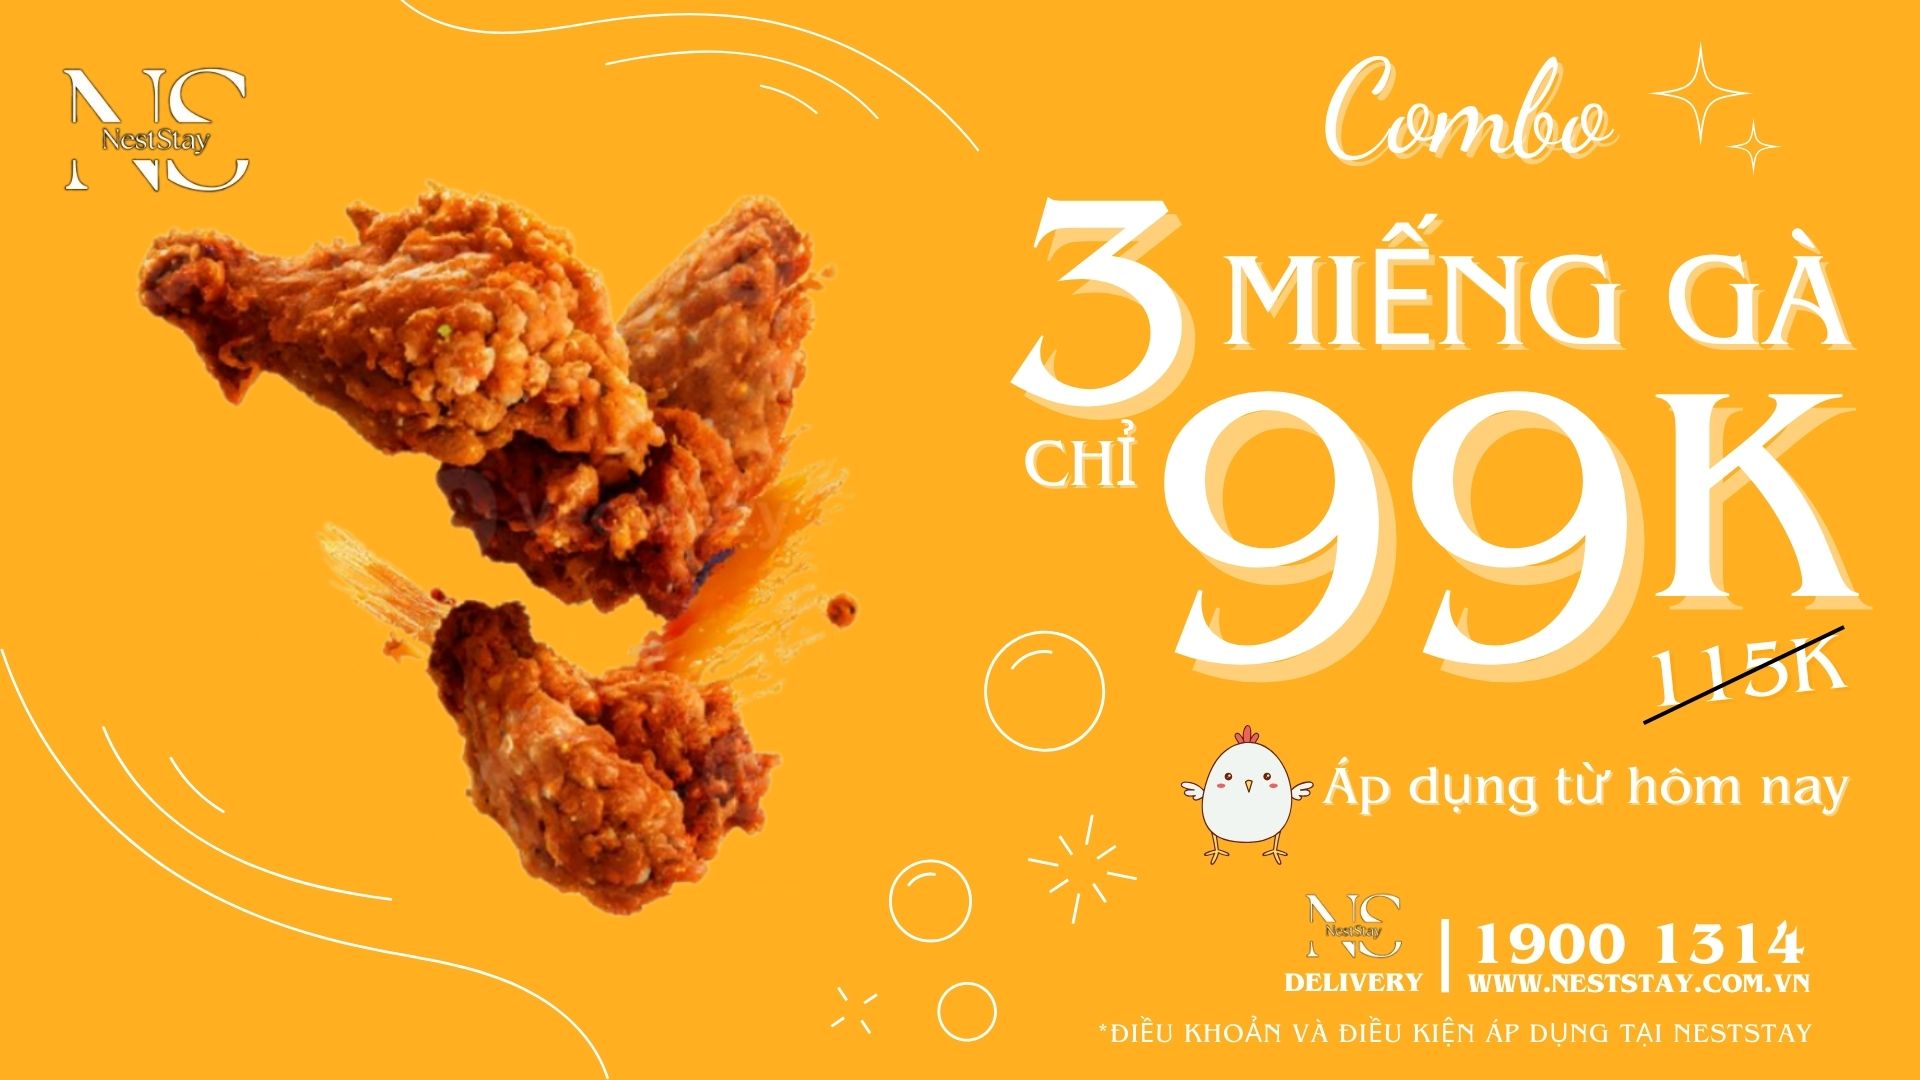 NS
NestStay
Combo
3 MIẾNG GÀ
CHỈ 99K
115K
Áp dụng từ hôm nay
NS
NestStay
DELIVERY
1900 1314
WWW.NESTSTAY.COM.VN
*ĐIỀU KHOẢN VÀ ĐIỀU KIỆN ÁP DỤNG TẠI NESTSTAY